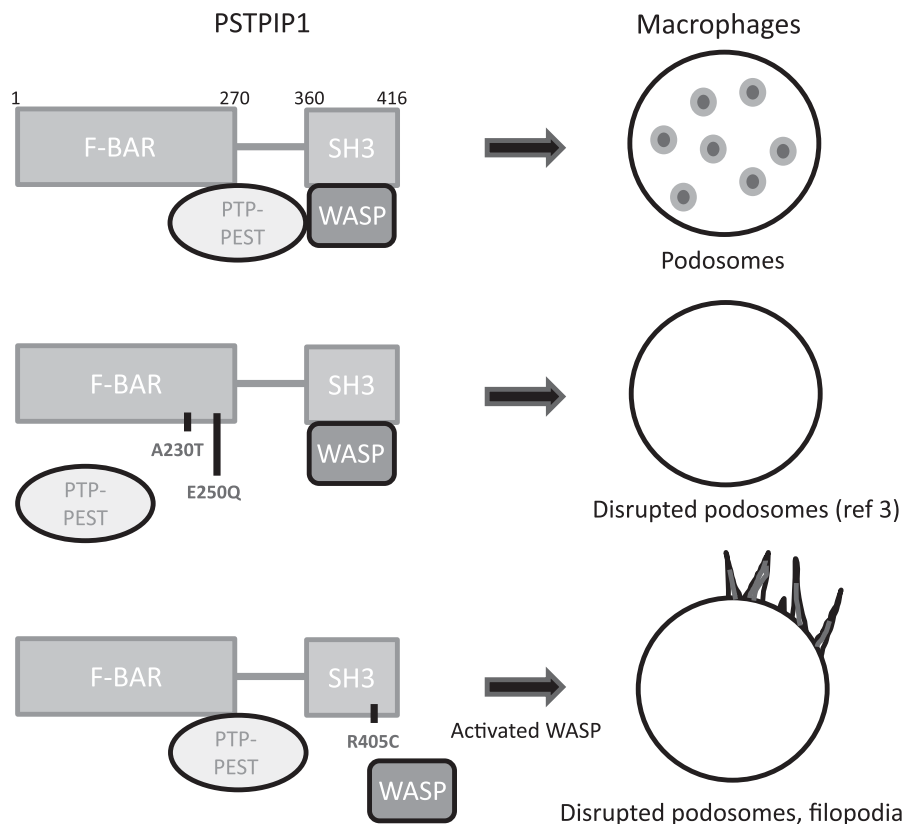 PSTPIP1
Macrophages
1 270 360 416
F-BAR
SH3
PTP-
PEST
WASP
Podosomes
F-BAR
SH3
A230T
E250Q
WASP
PTP-
PEST
Disrupted podosomes (ref 3)
F-BAR
SH3
R405C
PTP-
PEST
WASP
Activated WASP
Disrupted podosomes, filopodia